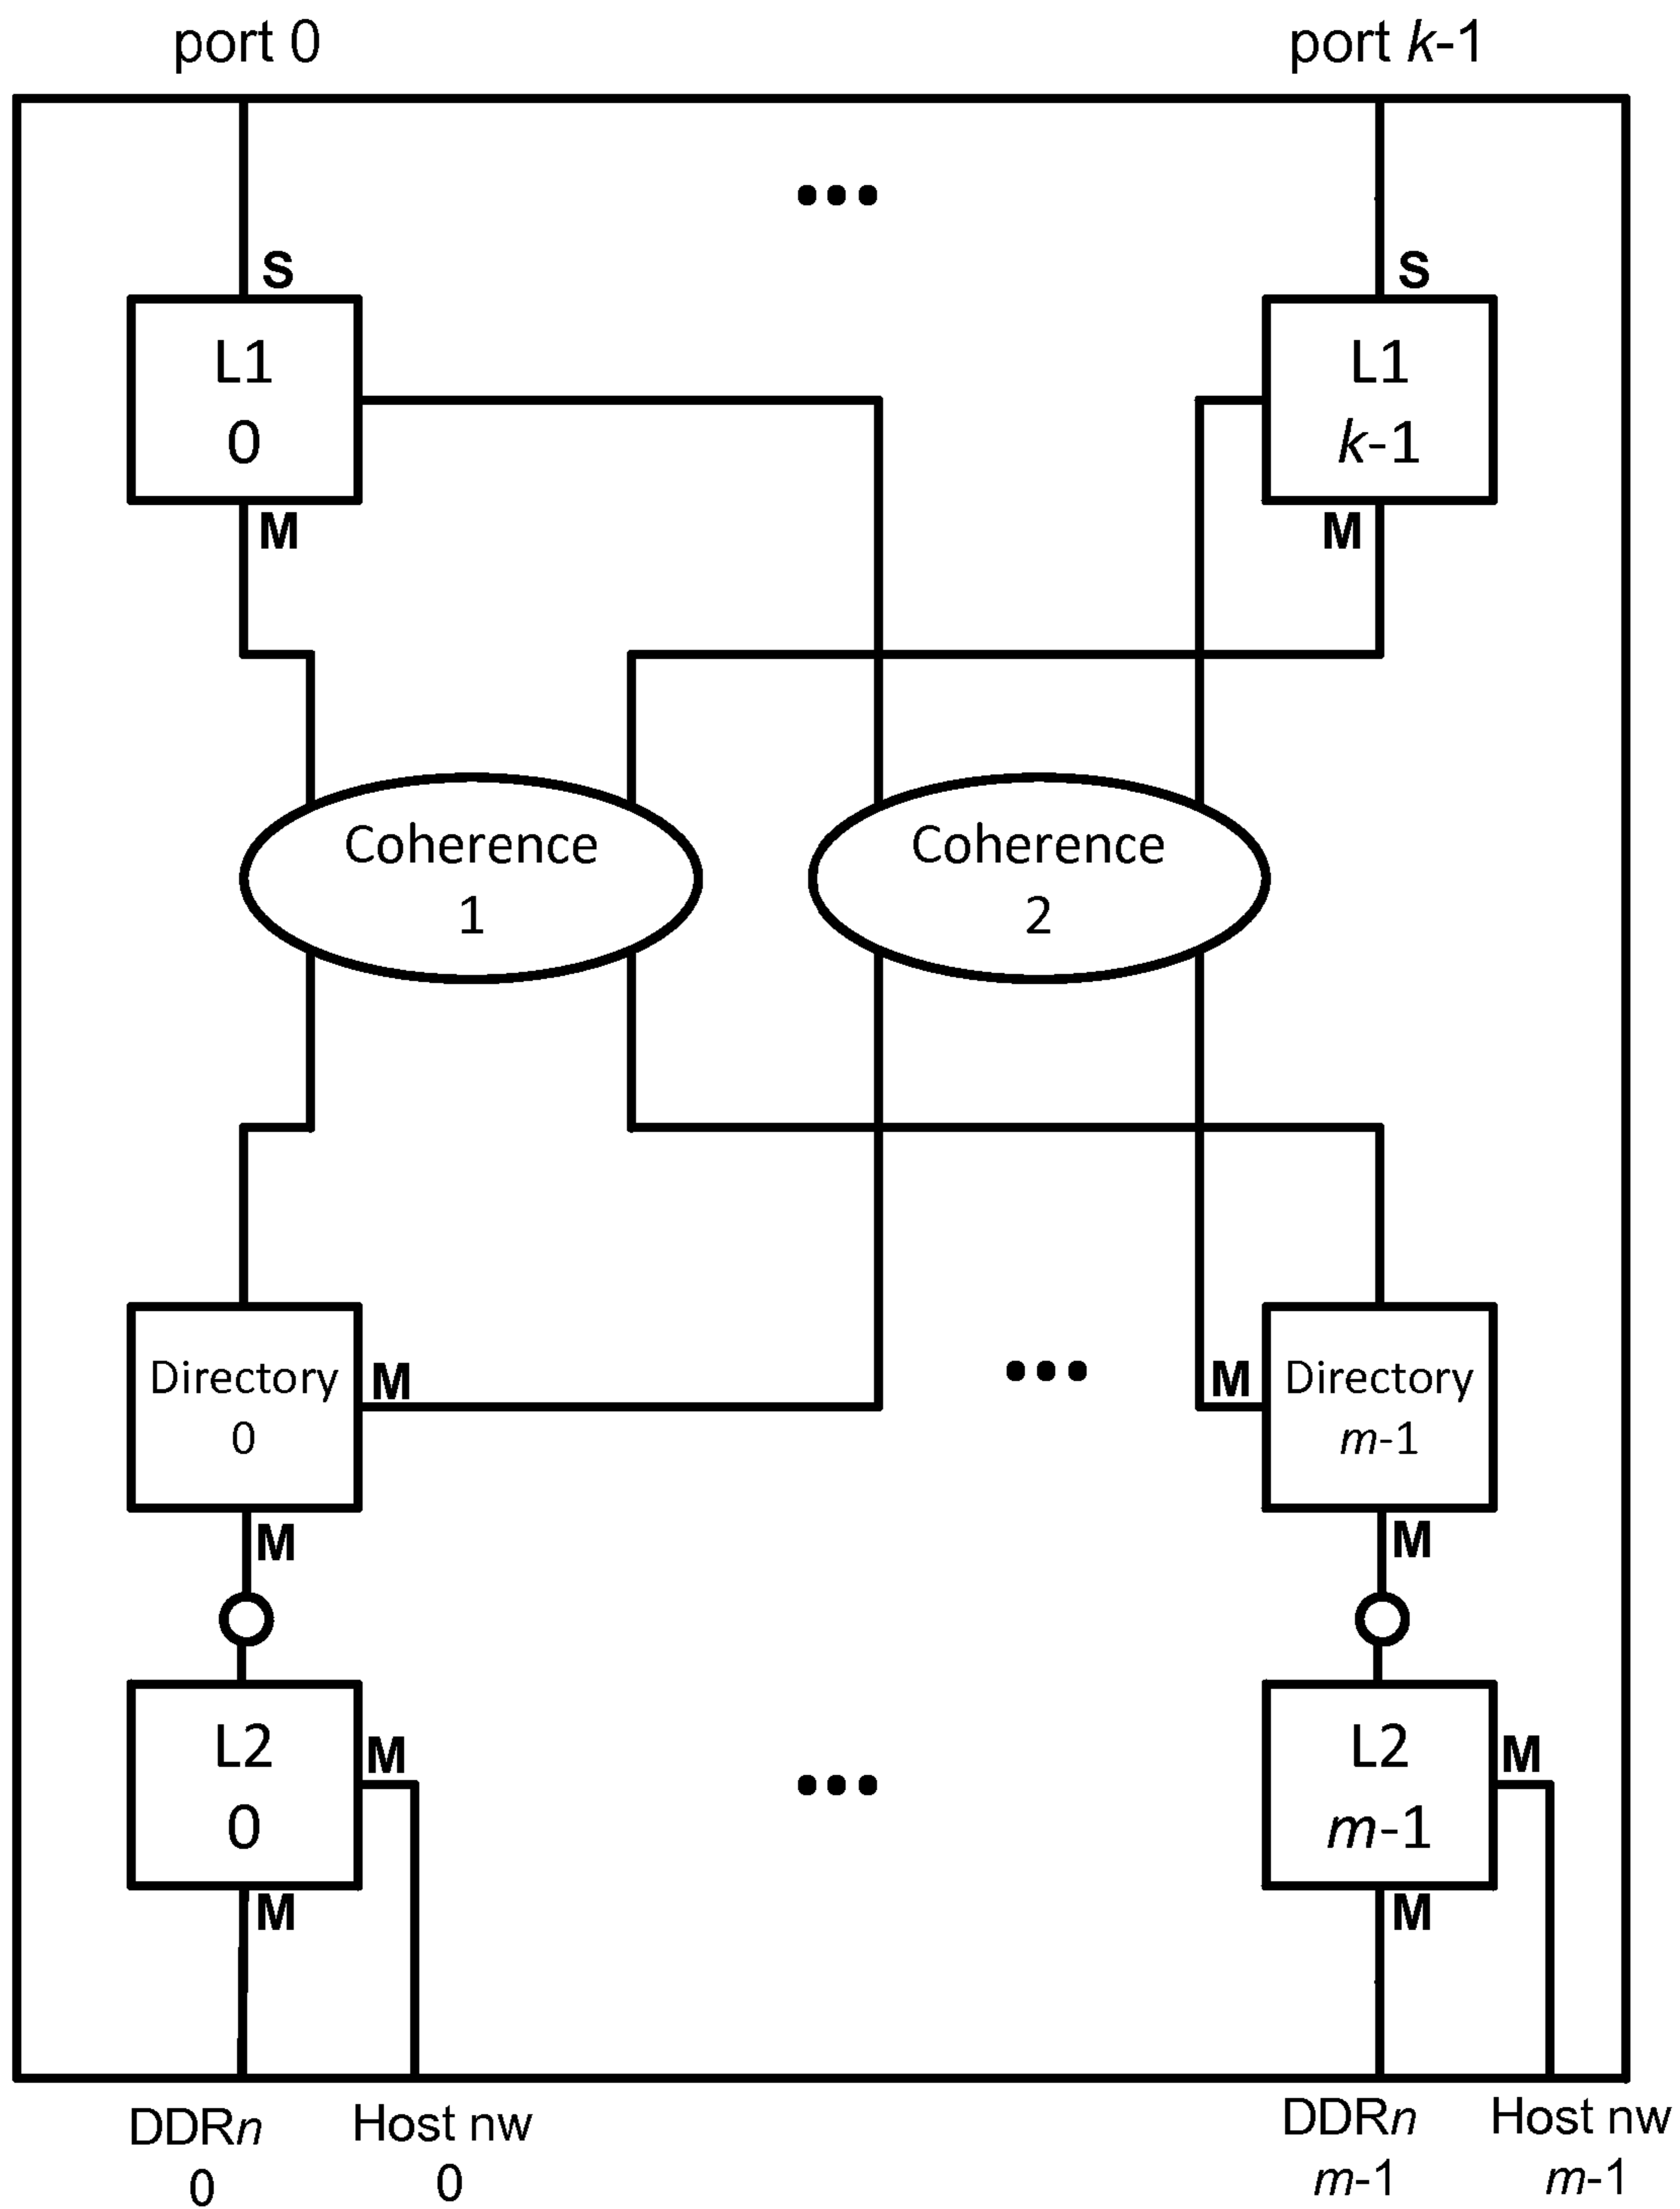 port 0
port k-1
...
S
S
L1
0
L1
k-1
M
M
Coherence
1
Coherence
2
Directory
0
M
...
M
Directory
m-1
M
M
L2
0
M
...
L2
m-1
M
M
M
DDRn
0
Host nw
0
DDRn
m-1
Host nw
m-1